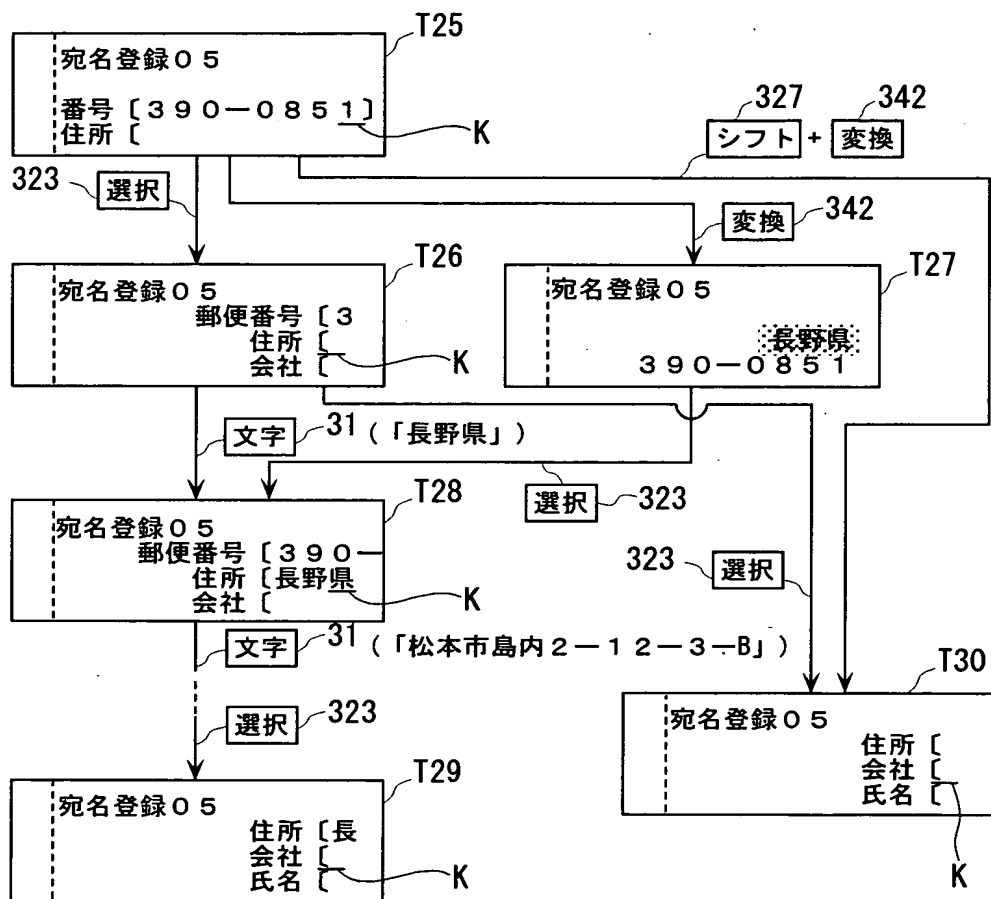 T25
宛名登録05
番号〔390-0851〕
住所〔
K
327
342
シフト + 変換
323
選択
変換
342
T26
宛名登録05
郵便番号〔3
住所〔
会社〔
K
T27
宛名登録05
長野県
390-0851
文字
31
(「長野県」)
選択
323
T28
宛名登録05
郵便番号〔390-
住所〔長野県
会社〔
K
323
選択
文字
31
(「松本市島内2-12-3-B」)
選択
323
T30
宛名登録05
住所〔
会社〔
氏名〔
K
T29
宛名登録05
住所〔長
会社〔
氏名〔
K